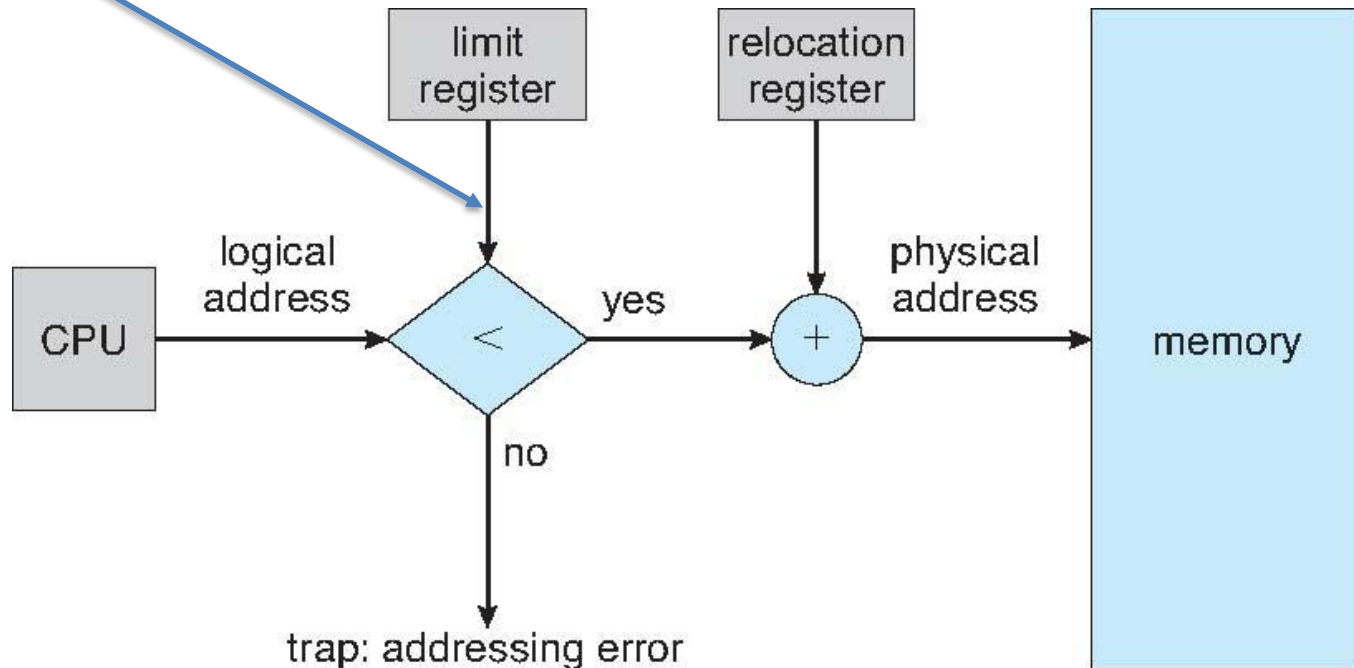 limit
register
relocation
register
logical
address
physical
address
yes
CPU
<
+
memory
no
trap: addressing error